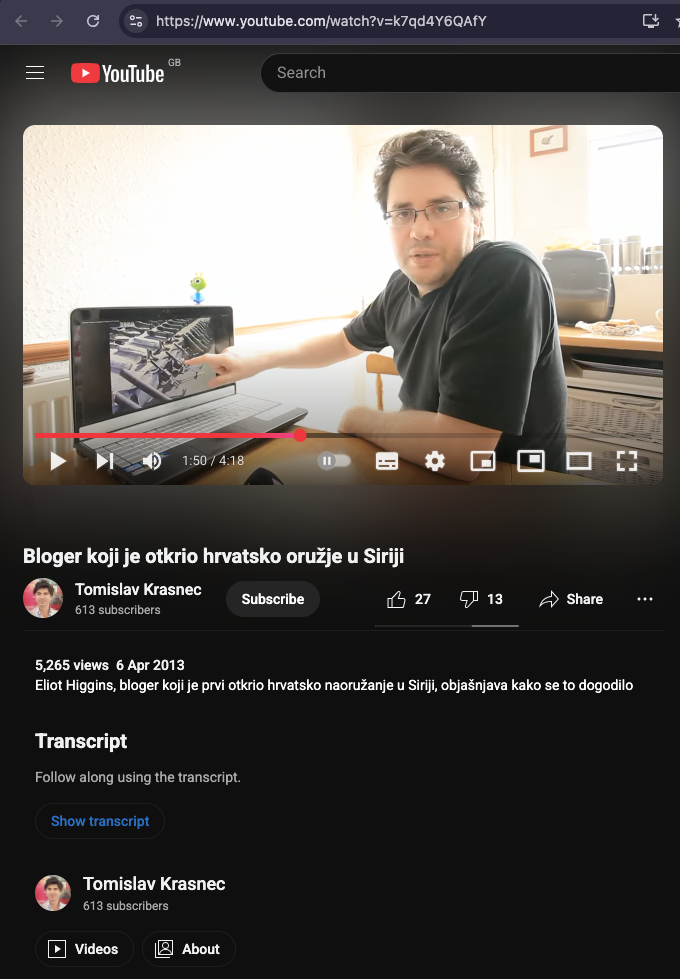 https://www.youtube.com/watch?v=k7qd4Y6QAfY
YouTube GB
Search
1:50 / 4:18
Bloger koji je otkrio hrvatsko oružje u Siriji
Tomislav Krasnec
613 subscribers
Subscribe
27
13
Share
5,265 views 6 Apr 2013
Eliot Higgins, bloger koji je prvi otkrio hrvatsko naoružanje u Siriji, objašnjava kako se to dogodilo
Transcript
Follow along using the transcript.
Show transcript
Tomislav Krasnec
613 subscribers
Videos
About